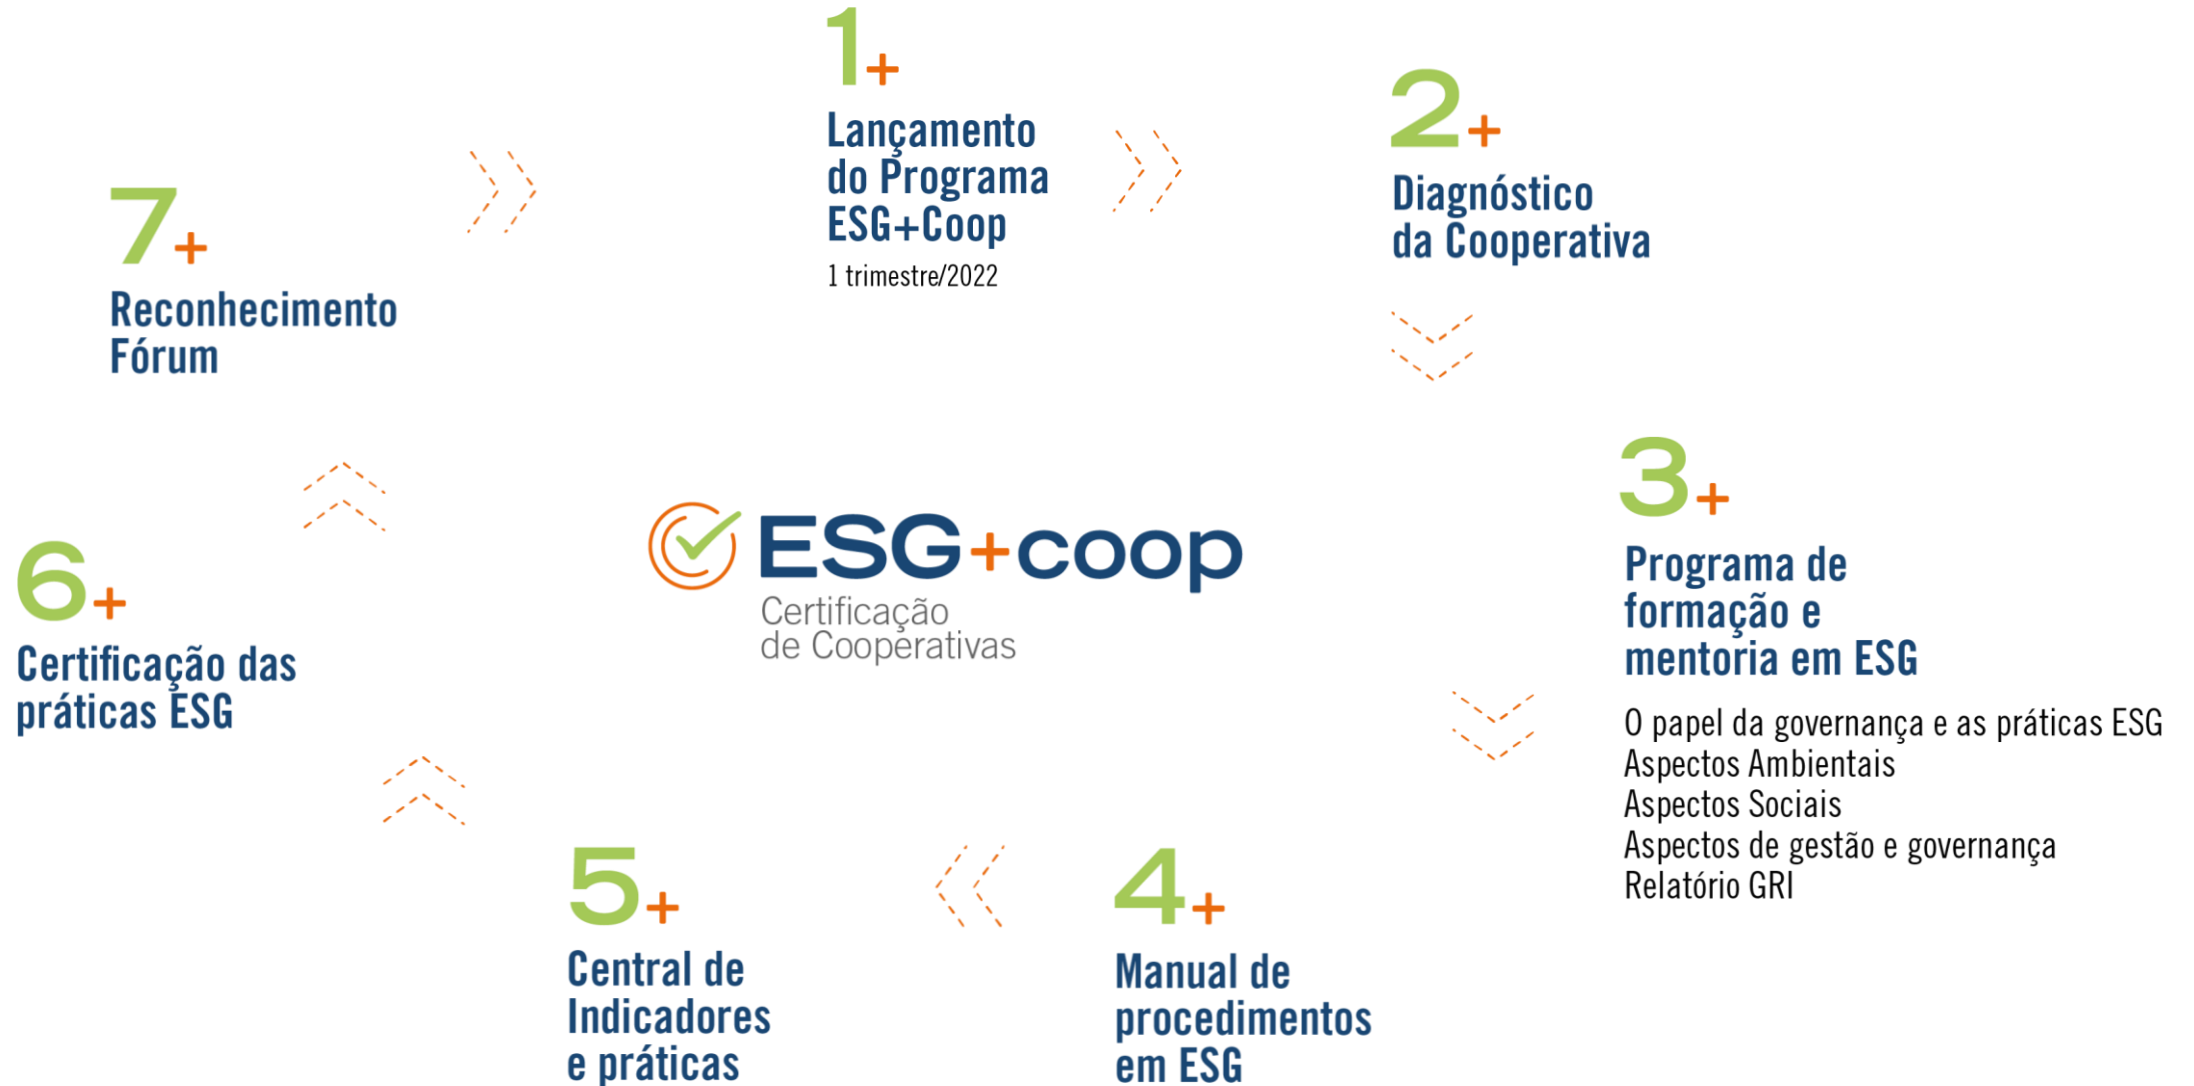 1+
Lançamento
do Programa
ESG+Coop
1 trimestre/2022
2+
Diagnóstico
da Cooperativa
3+
Programa de
formação e
mentoria em ESG
O papel da governança e as práticas ESG
Aspectos Ambientais
Aspectos Sociais
Aspectos de gestão e governança
Relatório GRI
4+
Manual de
procedimentos
em ESG
5+
Central de
Indicadores
e práticas
6+
Certificação das
práticas ESG
7+
Reconhecimento
Fórum
ESG+coop
Certificação
de Cooperativas